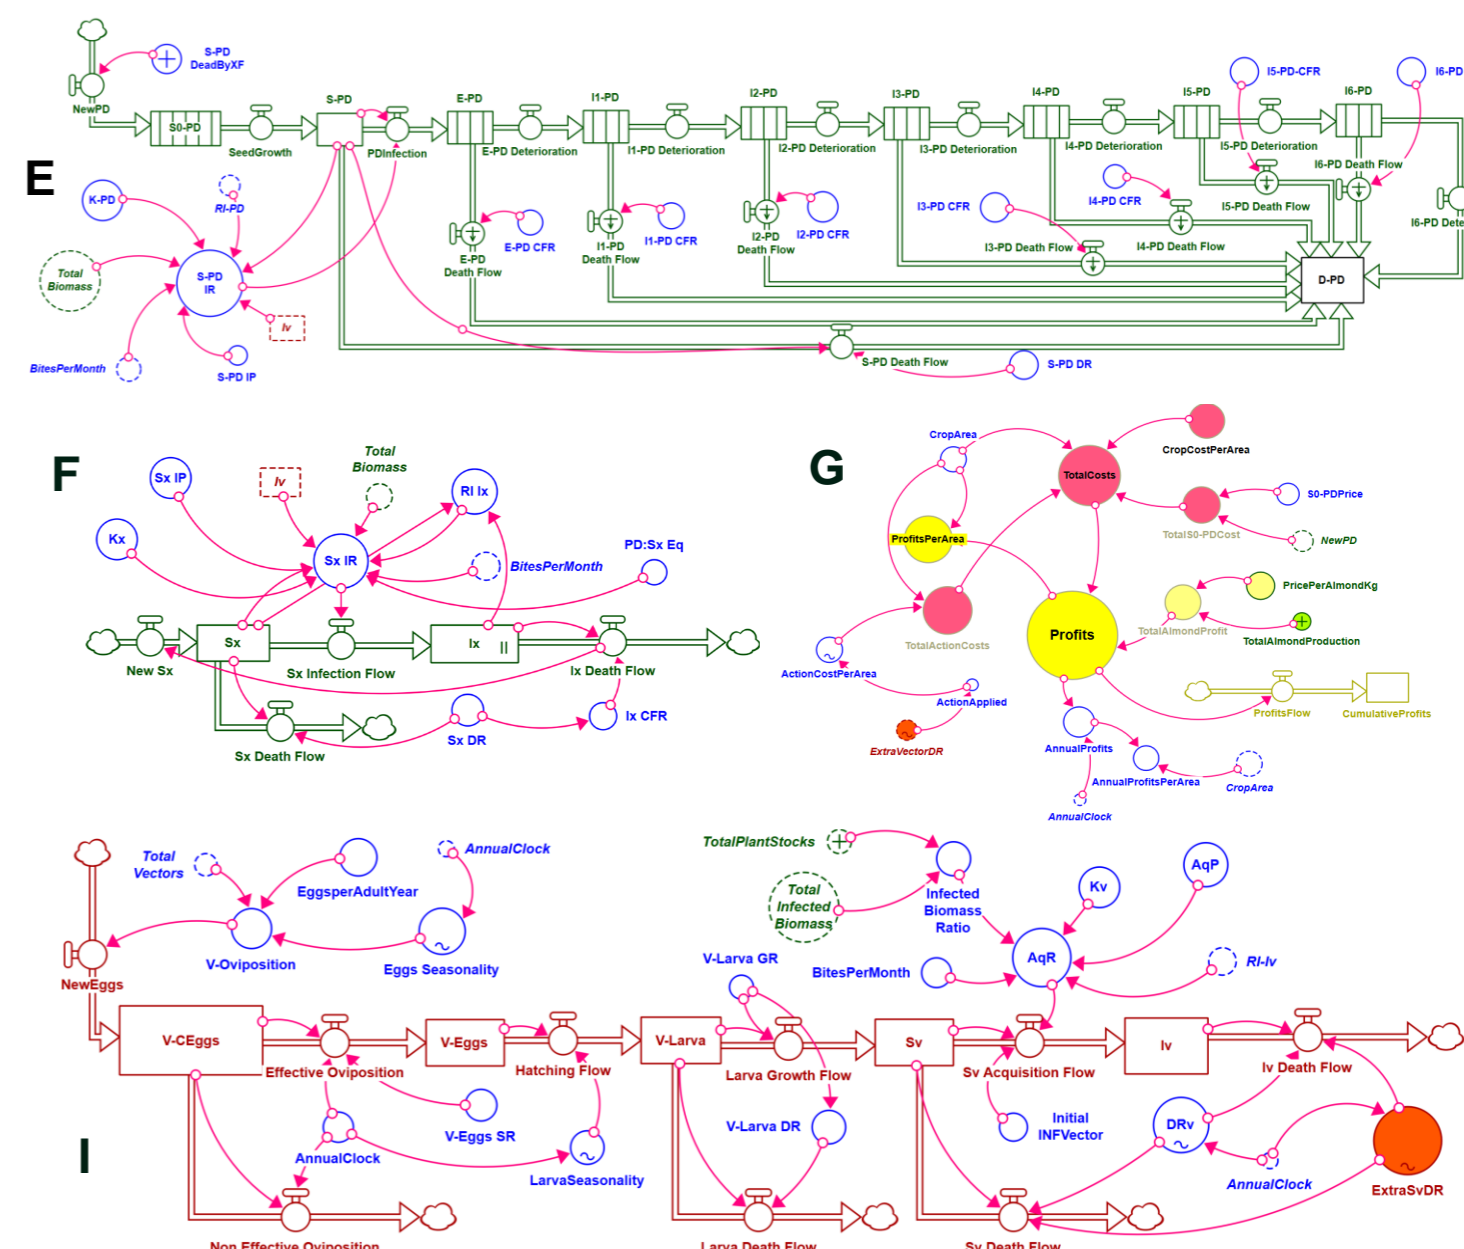 S-PD
DeadByXF
NewPD
S0-PD
SeedGrowth
S-PD
PDInfection
E-PD
E-PD Deterioration
I1-PD
I1-PD Deterioration
I2-PD
I2-PD Deterioration
I3-PD
I3-PD Deterioration
I4-PD
I4-PD Deterioration
I5-PD-CFR
I5-PD
I5-PD Deterioration
I6-PD
I6-PD
I6-PD Death Flow
E
K-PD
RI-PD
Total
Biomass
S-PD
IR
Iv
BitesPerMonth
S-PD IP
E-PD CFR
E-PD
Death Flow
I1-PD CFR
I1-PD
Death Flow
I2-PD CFR
I2-PD
Death Flow
I3-PD CFR
I3-PD Death Flow
I4-PD CFR
I4-PD Death Flow
I5-PD Death Flow
I6-PD Dete
D-PD
S-PD Death Flow
S-PD DR
F
Sx IP
Iv
Total
Biomass
RI Ix
Kx
Sx IR
BitesPerMonth
PD:Sx Eq
Sx
Ix
New Sx
Sx Infection Flow
Ix Death Flow
Sx DR
Ix CFR
Sx Death Flow
G
CropArea
CropCostPerArea
TotalCosts
S0-PDPrice
TotalS0-PDCost
NewPD
ProfitsPerArea
PricePerAlmondKg
TotalAlmondProfit
TotalAlmondProduction
TotalActionCosts
Profits
ActionCostPerArea
ActionApplied
ExtraVectorDR
ProfitsFlow
CumulativeProfits
AnnualProfits
AnnualProfitsPerArea
CropArea
AnnualClock
Total
Vectors
EggsperAdultYear
AnnualClock
V-Oviposition
Eggs Seasonality
NewEggs
TotalPlantStocks
Total
Infected
Biomass
Infected
Biomass
Ratio
Kv
AqP
AqR
RI-Iv
V-Larva GR
BitesPerMonth
V-CEggs
Effective Oviposition
V-Eggs
Hatching Flow
V-Larva
Larva Growth Flow
Sv
Sv Acquisition Flow
Iv
Iv Death Flow
I
AnnualClock
V-Eggs SR
LarvaSeasonality
V-Larva DR
Initial
INFVector
DRv
AnnualClock
ExtraSvDR
Non Effective Oviposition
Larva Death Flow
Sv Death Flow